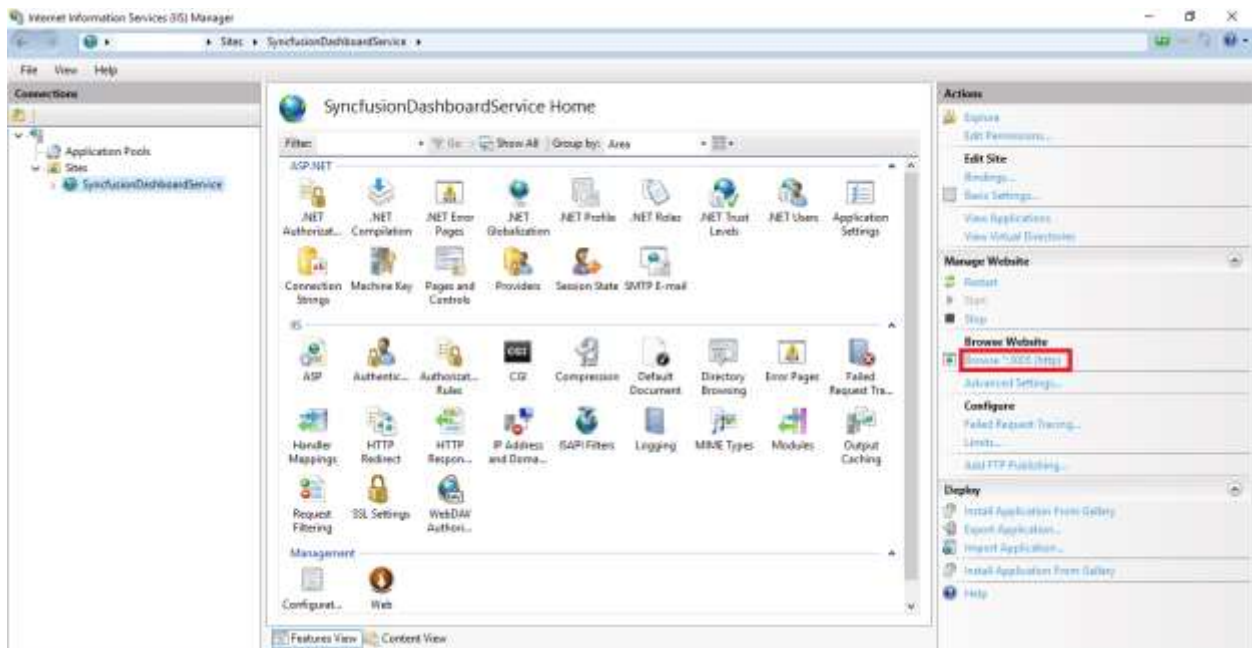 Internet Information Services (IIS) Manager
Sites SyncfusionDashboardService
File View Help
Connections
Application Pools
Sites
SyncfusionDashboardService
SyncfusionDashboardService Home
Filter: Go Show All Group by: Area
ASP.NET
.NET Authorizat...
.NET Compilation
.NET Error Pages
.NET Globalization
.NET Profile
.NET Roles
.NET Trust Levels
.NET Users
Application Settings
Connection Strings
Machine Key
Pages and Controls
Providers
Session State
SMTP E-mail
IIS
ASP
Authentic...
Authorizat... Rules
CGI
Compression
Default Document
Directory Browsing
Error Pages
Failed Request Tra...
Handler Mappings
HTTP Redirect
HTTP Respon...
IP Address and Doma...
ISAPI Filters
Logging
MIME Types
Modules
Output Caching
Request Filtering
SSL Settings
WebDAV Authori...
Management
Configurat...
Web
Features View Content View
Actions
Explore
Edit Permissions...
Edit Site
Bindings...
Basic Settings...
View Applications
View Virtual Directories
Manage Website
Restart
Start
Stop
Browse Website
Browse (http)
Advanced Settings...
Configure
Failed Request Tracing...
Limits...
Add FTP Publishing...
Deploy
Install Application From Gallery
Export Application...
Import Application...
Install Application From Gallery
Help